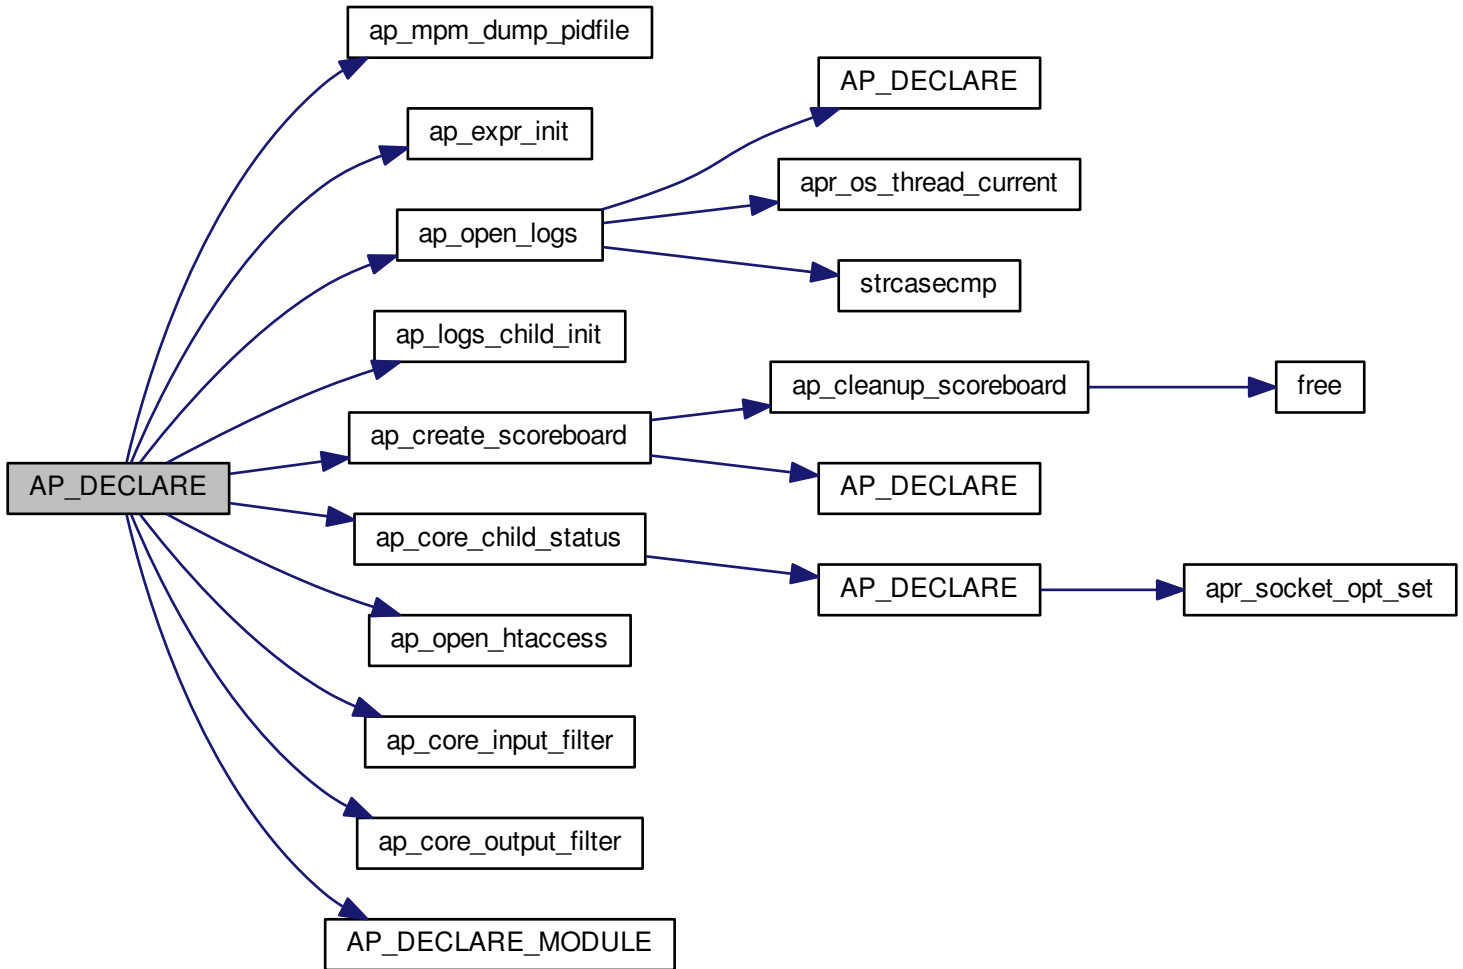 ap_mpm_dump_pidfile
AP_DECLARE
ap_expr_init
apr_os_thread_current
ap_open_logs
strcasecmp
ap_logs_child_init
ap_cleanup_scoreboard
free
ap_create_scoreboard
AP_DECLARE
AP_DECLARE
ap_core_child_status
AP_DECLARE
apr_socket_opt_set
ap_open_htaccess
ap_core_input_filter
ap_core_output_filter
AP_DECLARE_MODULE